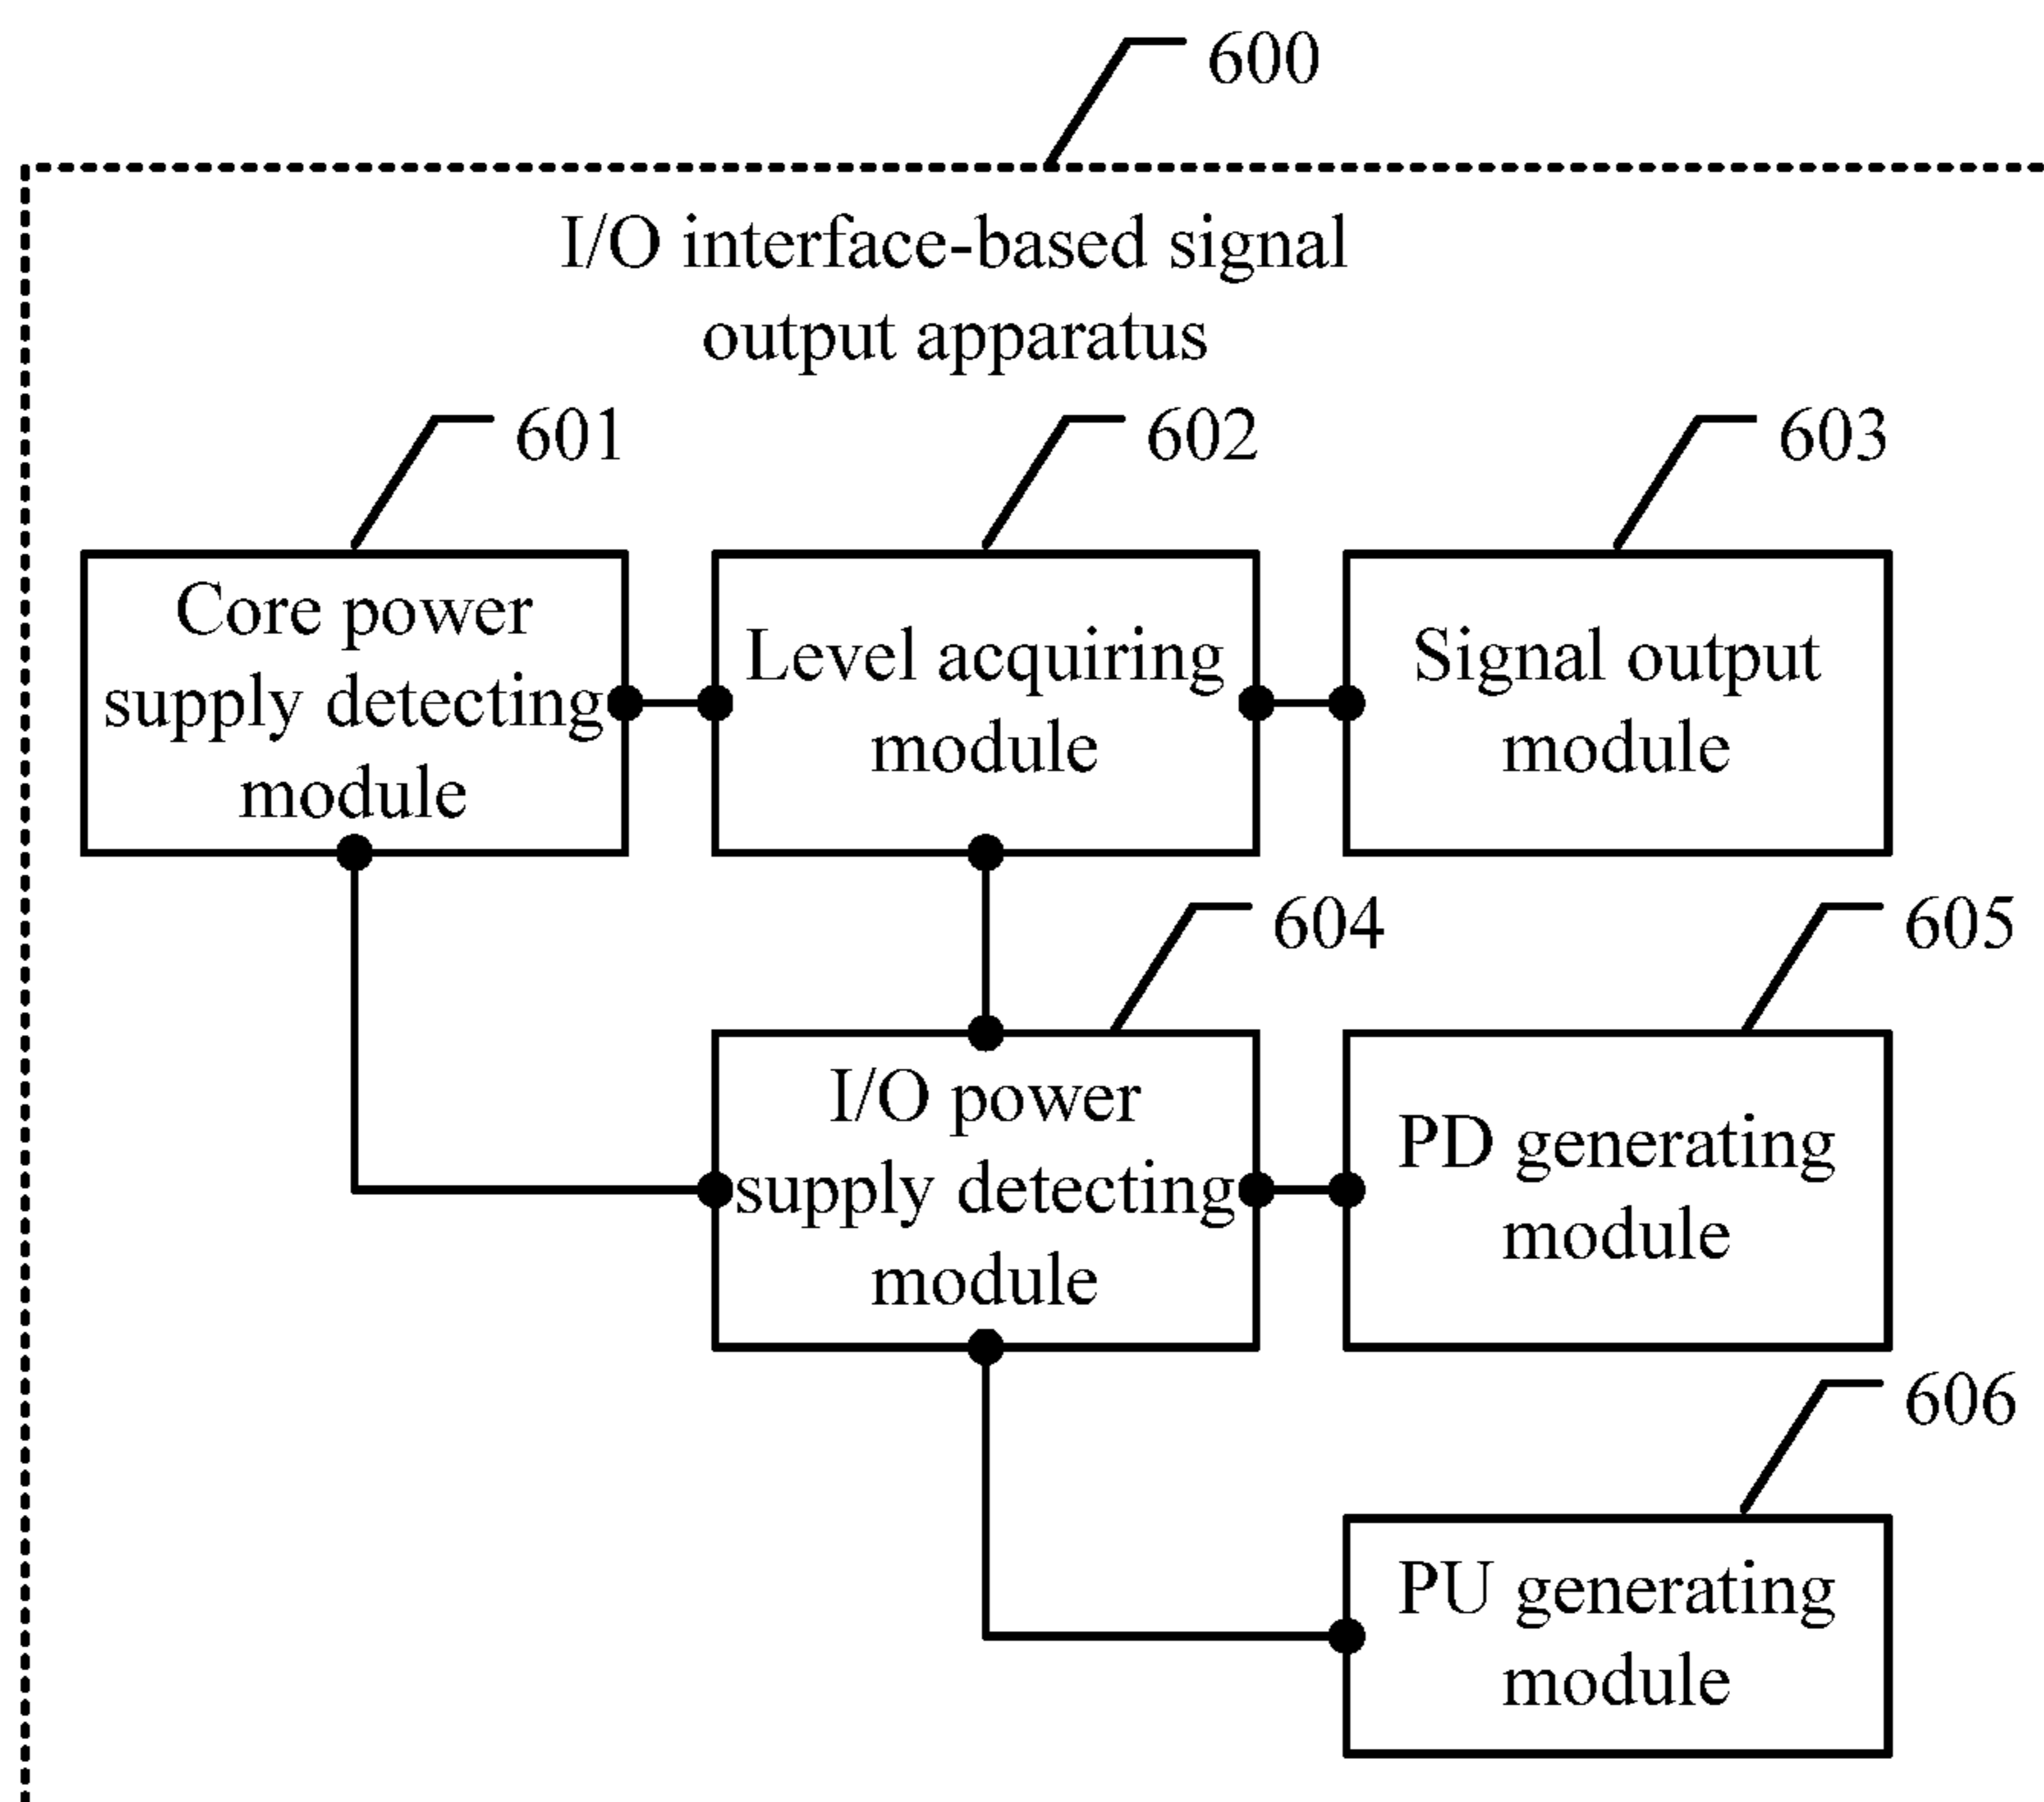 600
I/O interface-based signal
output apparatus
601
602
603
Core power
supply detecting
module
Level acquiring
module
Signal output
module
604
605
I/O power
supply detecting
module
PD generating
module
606
PU generating
module